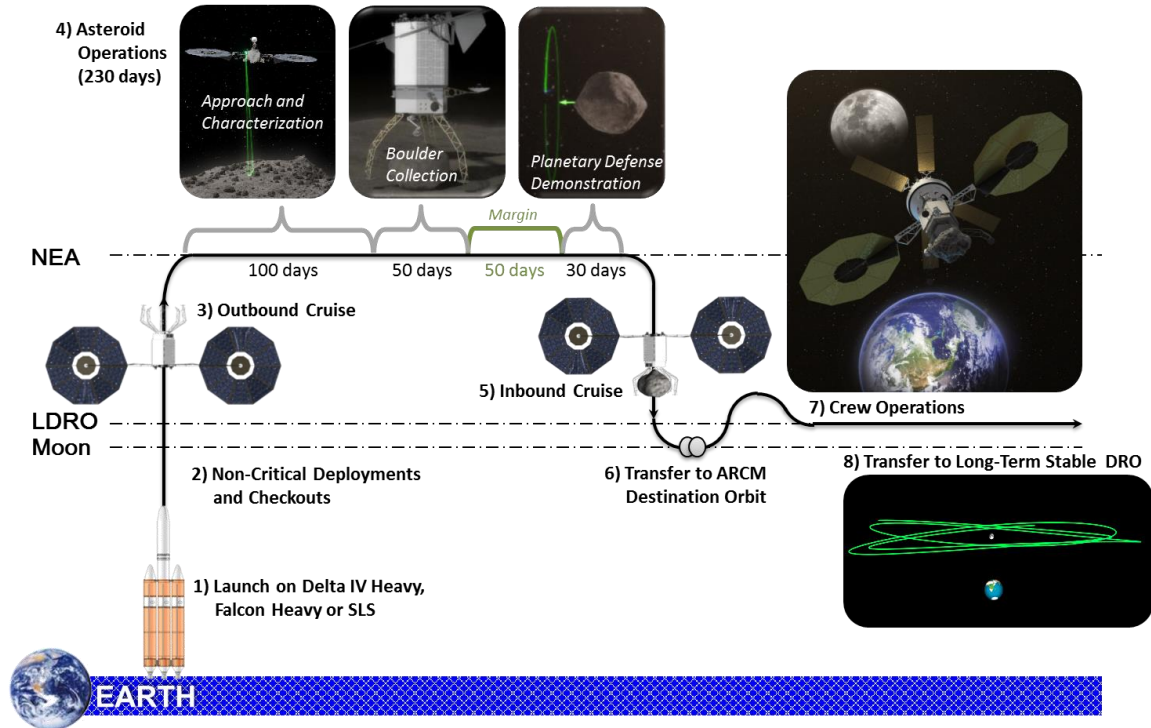 4) Asteroid
Operations
(230 days)
Approach and
Characterization
Boulder
Collection
Planetary Defense
Demonstration
Margin
NEA
100 days
50 days
50 days
30 days
3) Outbound Cruise
5) Inbound Cruise
7) Crew Operations
LDRO
Moon
2) Non-Critical Deployments
and Checkouts
6) Transfer to ARCM
Destination Orbit
8) Transfer to Long-Term Stable DRO
1) Launch on Delta IV Heavy,
Falcon Heavy or SLS
EARTH